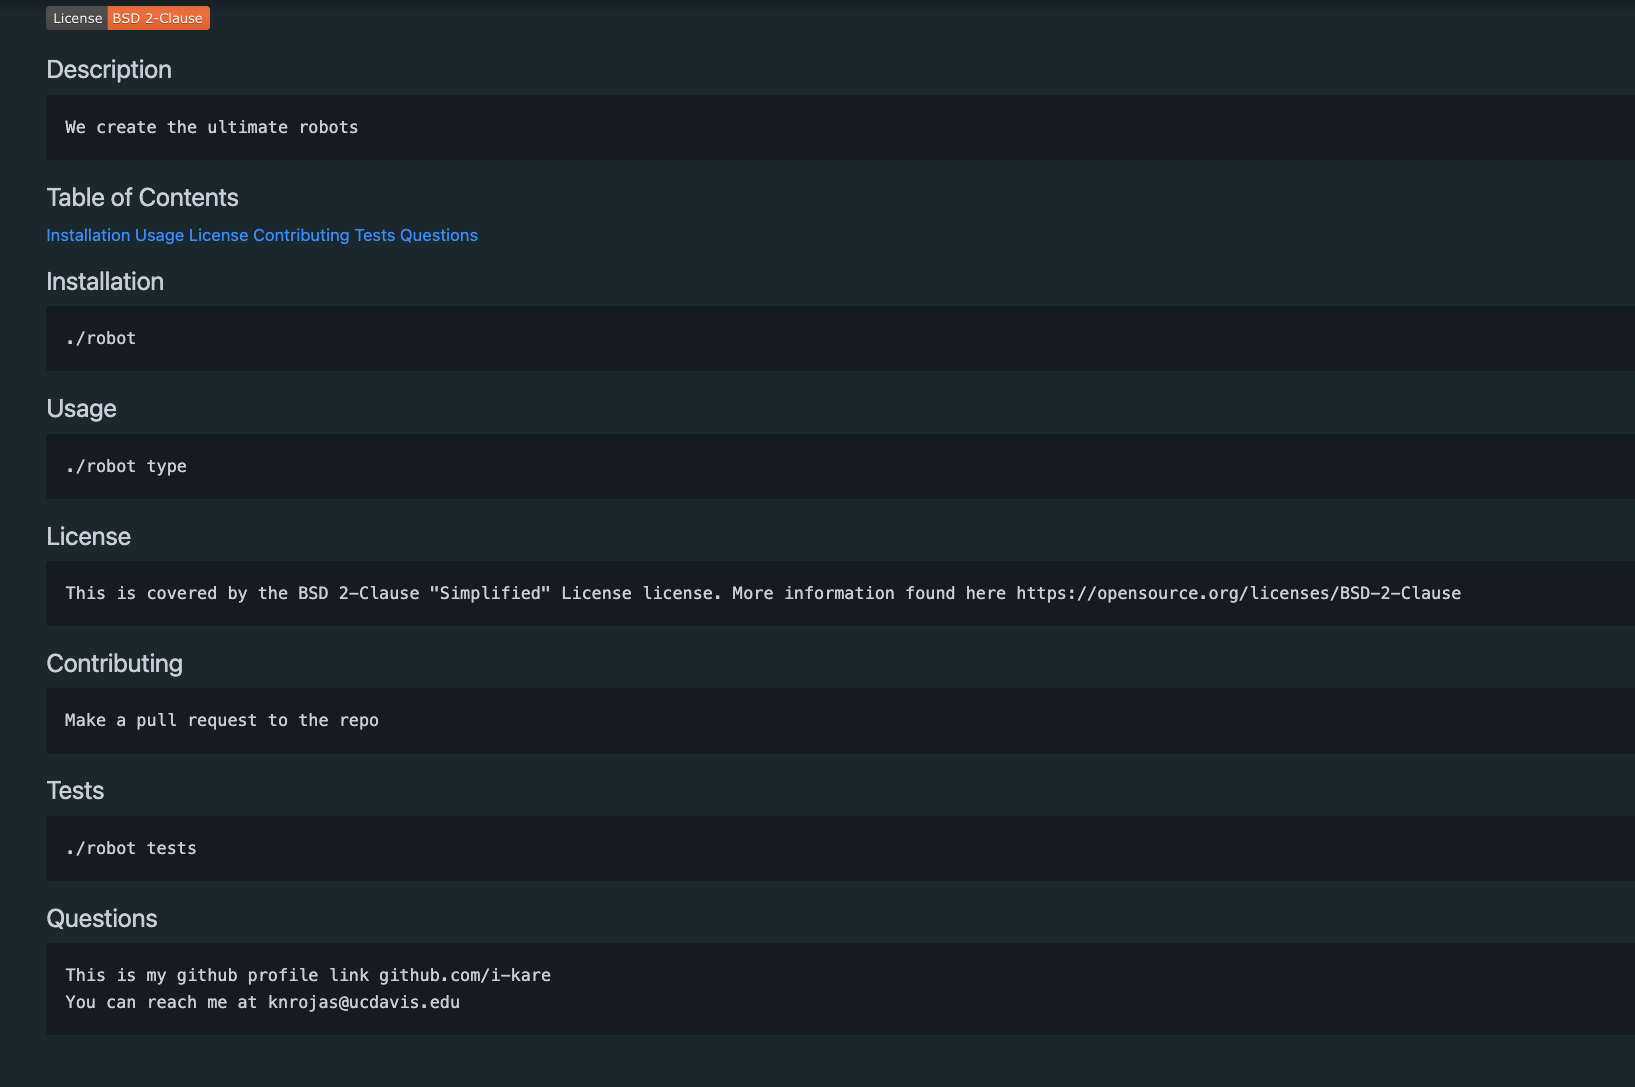 License BSD 2-Clause
Description
We create the ultimate robots
Table of Contents
Installation Usage License Contributing Tests Questions
Installation
./robot
Usage
./robot type
License
This is covered by the BSD 2-Clause "Simplified" License license. More information found here https://opensource.org/licenses/BSD-2-Clause
Contributing
Make a pull request to the repo
Tests
./robot tests
Questions
This is my github profile link github.com/i-kare
You can reach me at knrojas@ucdavis.edu